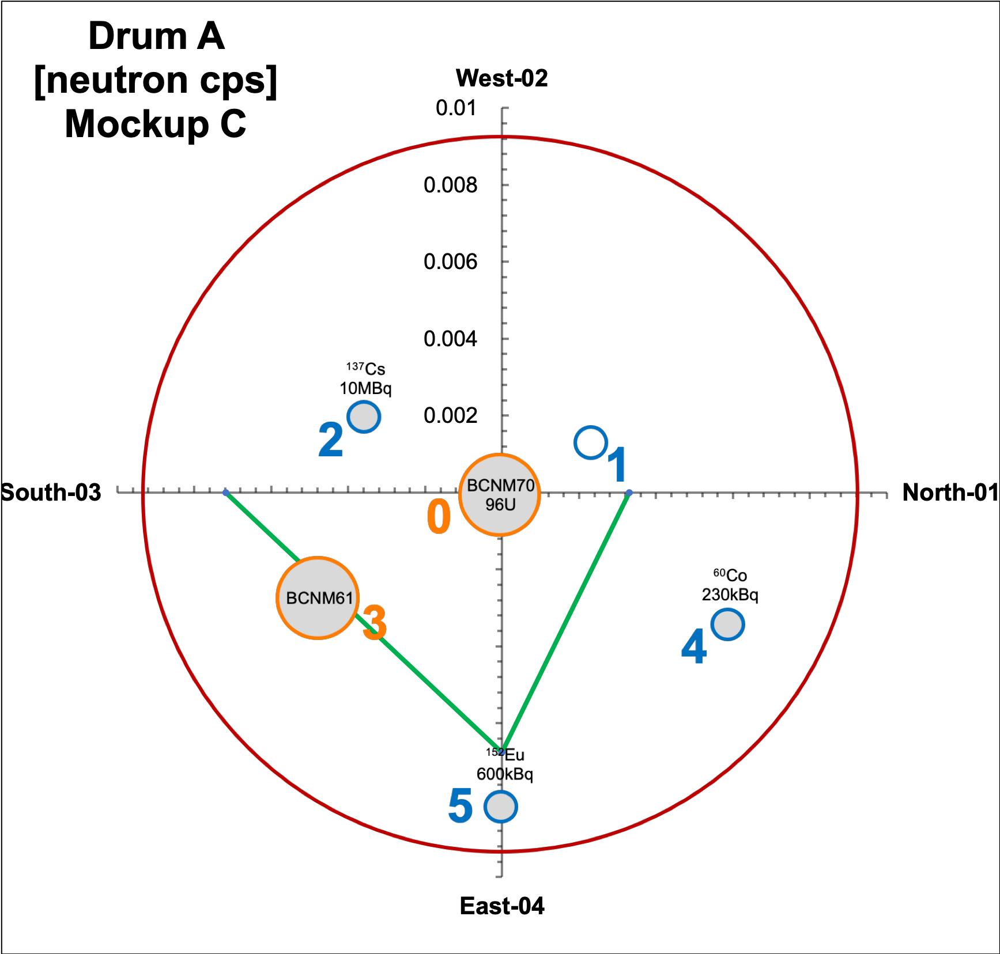 Drum A
[neutron cps]
Mockup C
West-02
0.01
0.008
0.006
0.004
0.002
¹³⁷Cs
10MBq
2
1
South-03
North-01
BCNM70
96U
0
BCNM61
3
⁶⁰Co
230kBq
4
¹⁵²Eu
600kBq
5
East-04